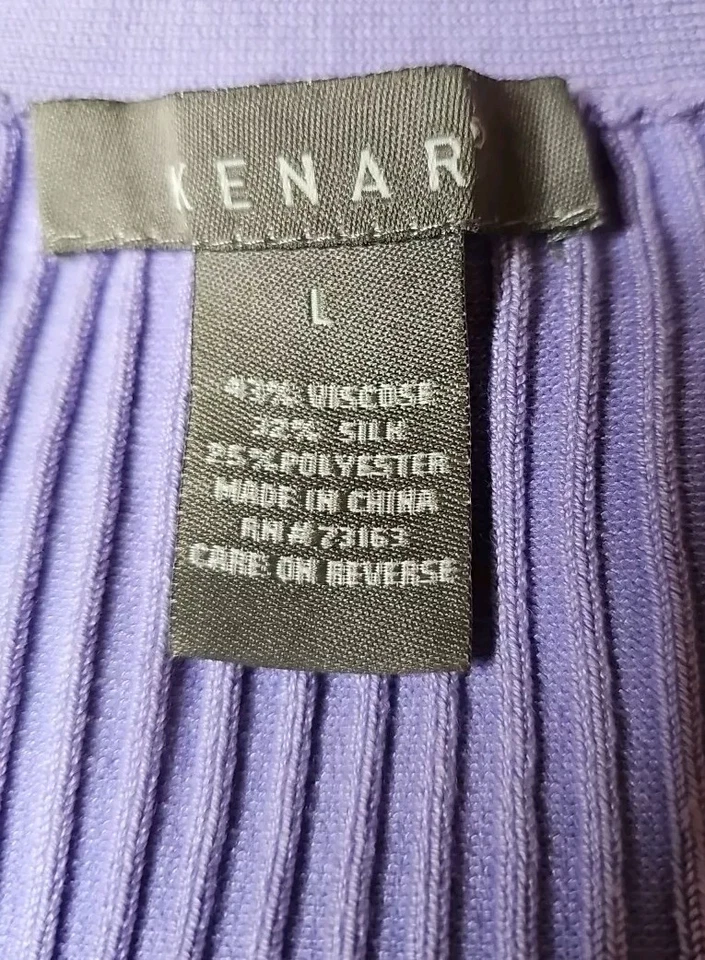 KENAR
L
43% VISCOSE
32% SILK
25% POLYESTER
MADE IN CHINA
RN# 73163
CARE ON REVERSE